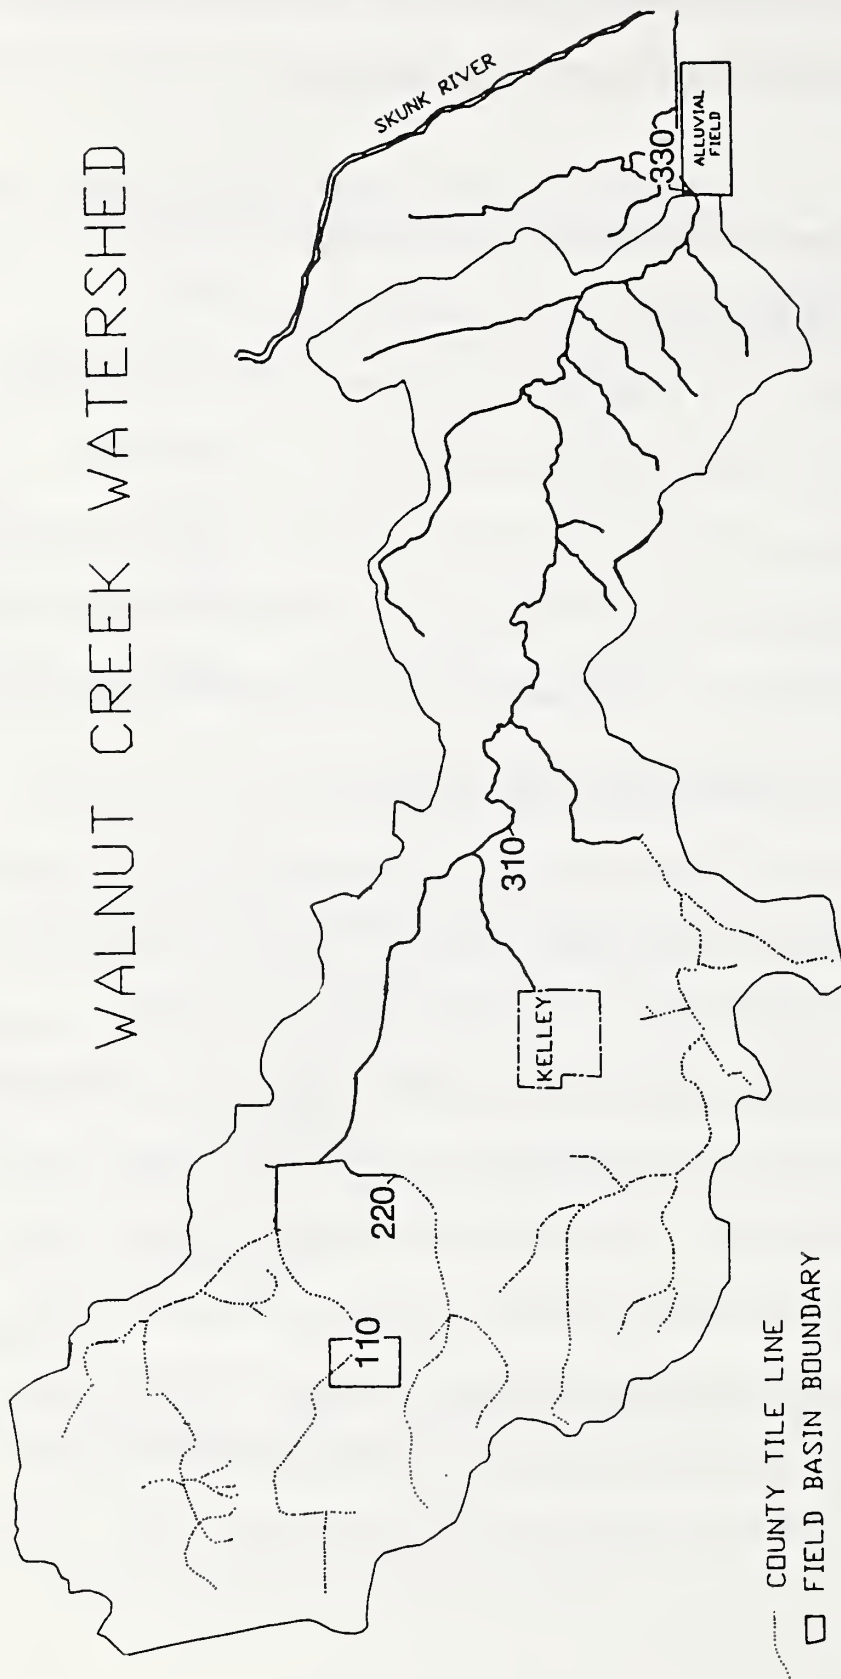 WALNUT CREEK WATERSHED
SKUNK RIVER
330
ALLUVIAL
FIELD
310
KELLEY
220
110
COUNTY TILE LINE
FIELD BASIN BOUNDARY